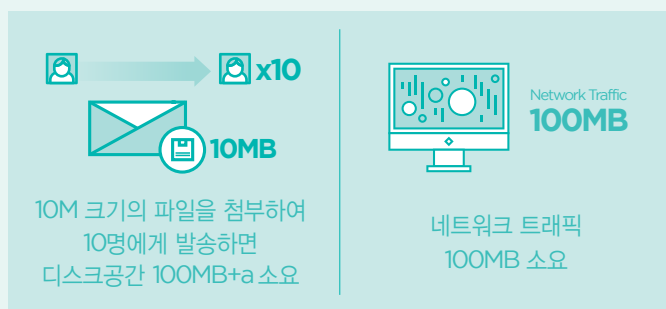 x10
10MB
10M 크기의 파일을 첨부하여
10명에게 발송하면
디스크공간 100MB+a 소요
Network Traffic
100MB
네트워크 트래픽
100MB 소요